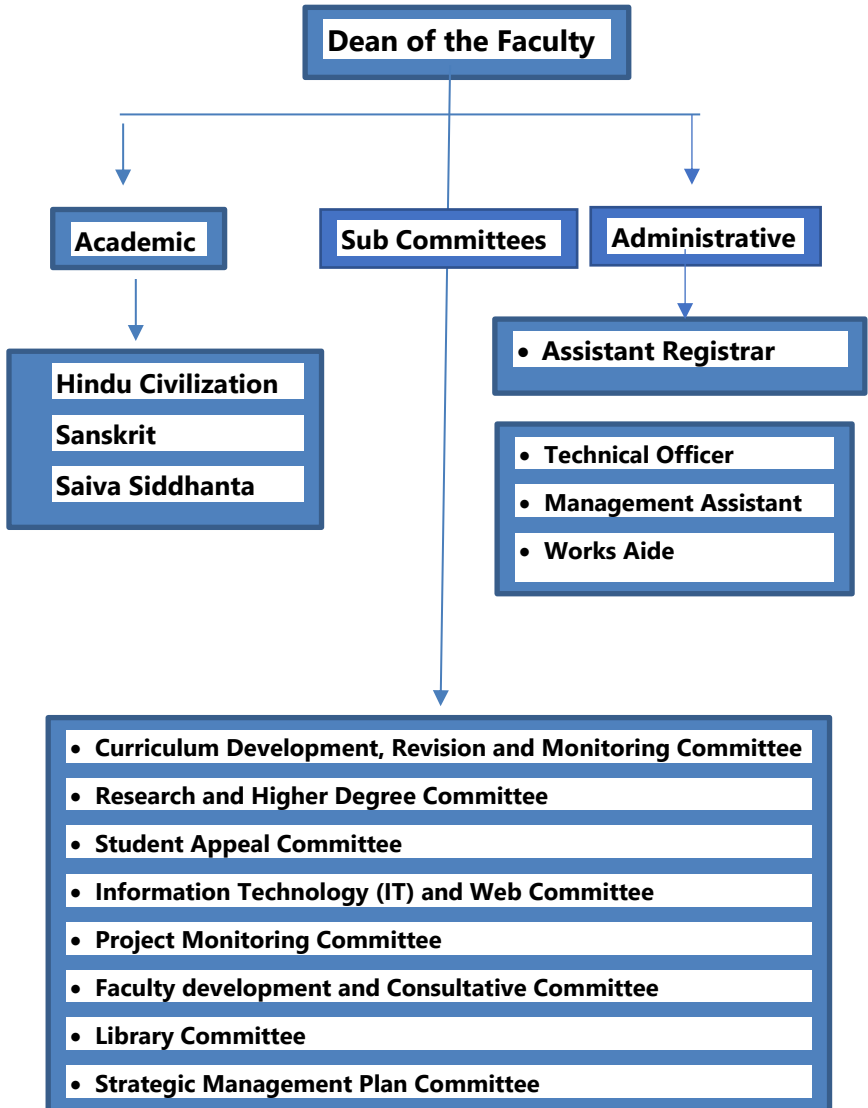 Dean of the Faculty
Academic
Sub Committees
Administrative
Hindu Civilization
Sanskrit
Saiva Siddhanta
• Assistant Registrar
• Technical Officer
• Management Assistant
• Works Aide
• Curriculum Development, Revision and Monitoring Committee
• Research and Higher Degree Committee
• Student Appeal Committee
• Information Technology (IT) and Web Committee
• Project Monitoring Committee
• Faculty development and Consultative Committee
• Library Committee
• Strategic Management Plan Committee